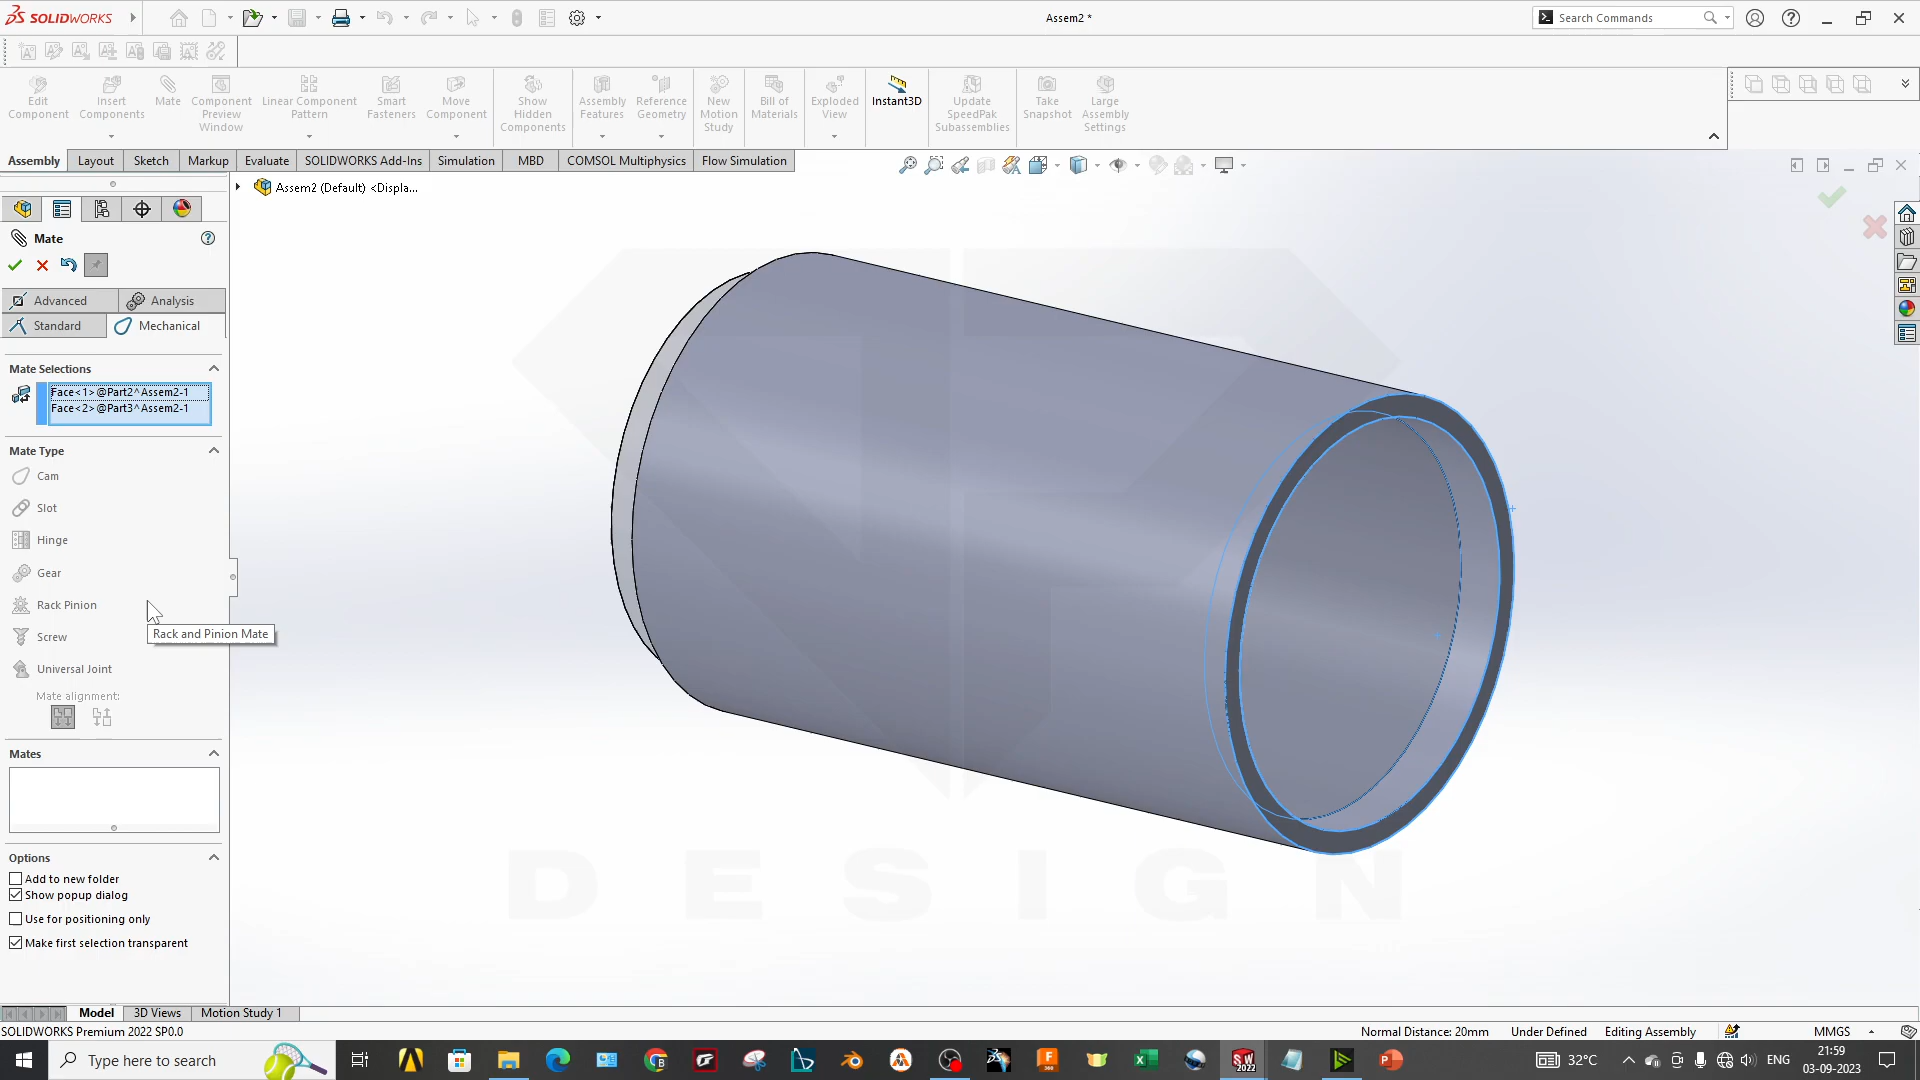 SOLIDWORKS
Assem2 *
Search Commands
Edit Component
Insert Components
Mate
Component Preview Window
Linear Component Pattern
Smart Fasteners
Move Component
Show Hidden Components
Assembly Features
Reference Geometry
New Motion Study
Bill of Materials
Exploded View
Instant3D
Update SpeedPak Subassemblies
Take Snapshot
Large Assembly Settings
Assembly
Layout
Sketch
Markup
Evaluate
SOLIDWORKS Add-Ins
Simulation
MBD
COMSOL Multiphysics
Flow Simulation
Assem2 (Default) <Displa...
Mate
Advanced
Analysis
Standard
Mechanical
Mate Selections
Face<1>@Part2^Assem2-1
Face<2>@Part3^Assem2-1
Mate Type
Cam
Slot
Hinge
Gear
Rack Pinion
Rack and Pinion Mate
Screw
Universal Joint
Mate alignment:
Mates
Options
Add to new folder
Show popup dialog
Use for positioning only
Make first selection transparent
DESIGN
Model
3D Views
Motion Study 1
SOLIDWORKS Premium 2022 SP0.0
Normal Distance: 20mm
Under Defined
Editing Assembly
MMGS
Type here to search
32°C
ENG
21:59
03-09-2023